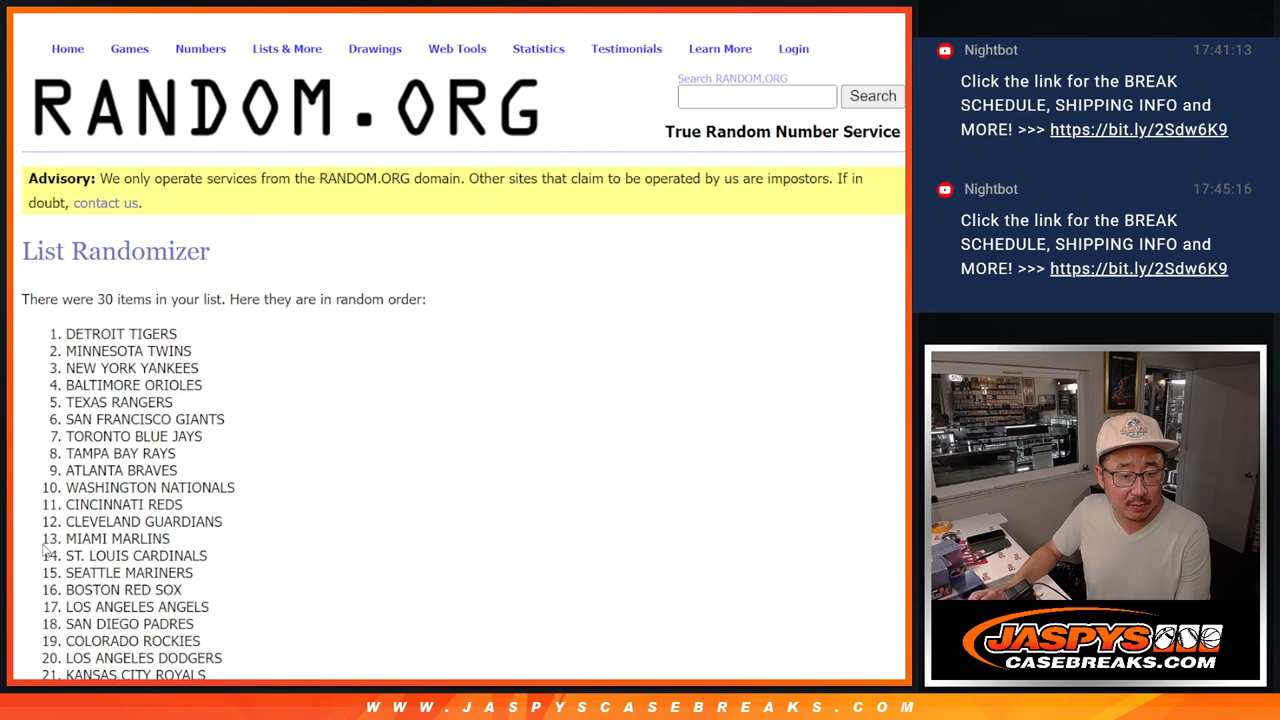 Home Games Numbers Lists & More Drawings Web Tools Statistics Testimonials Learn More Login
RANDOM.ORG
Search RANDOM.ORG
Search
True Random Number Service
Advisory: We only operate services from the RANDOM.ORG domain. Other sites that claim to be operated by us are impostors. If in
doubt, contact us.
List Randomizer
There were 30 items in your list. Here they are in random order:
1. DETROIT TIGERS
2. MINNESOTA TWINS
3. NEW YORK YANKEES
4. BALTIMORE ORIOLES
5. TEXAS RANGERS
6. SAN FRANCISCO GIANTS
7. TORONTO BLUE JAYS
8. TAMPA BAY RAYS
9. ATLANTA BRAVES
10. WASHINGTON NATIONALS
11. CINCINNATI REDS
12. CLEVELAND GUARDIANS
13. MIAMI MARLINS
14. ST. LOUIS CARDINALS
15. SEATTLE MARINERS
16. BOSTON RED SOX
17. LOS ANGELES ANGELS
18. SAN DIEGO PADRES
19. COLORADO ROCKIES
20. LOS ANGELES DODGERS
21. KANSAS CITY ROYALS
Nightbot 17:41:13
Click the link for the BREAK
SCHEDULE, SHIPPING INFO and
MORE! >>> https://bit.ly/2Sdw6K9
Nightbot 17:45:16
Click the link for the BREAK
SCHEDULE, SHIPPING INFO and
MORE! >>> https://bit.ly/2Sdw6K9
JASPYS
CASEBREAKS.COM
WWW.JASPYSCASEBREAKS.COM